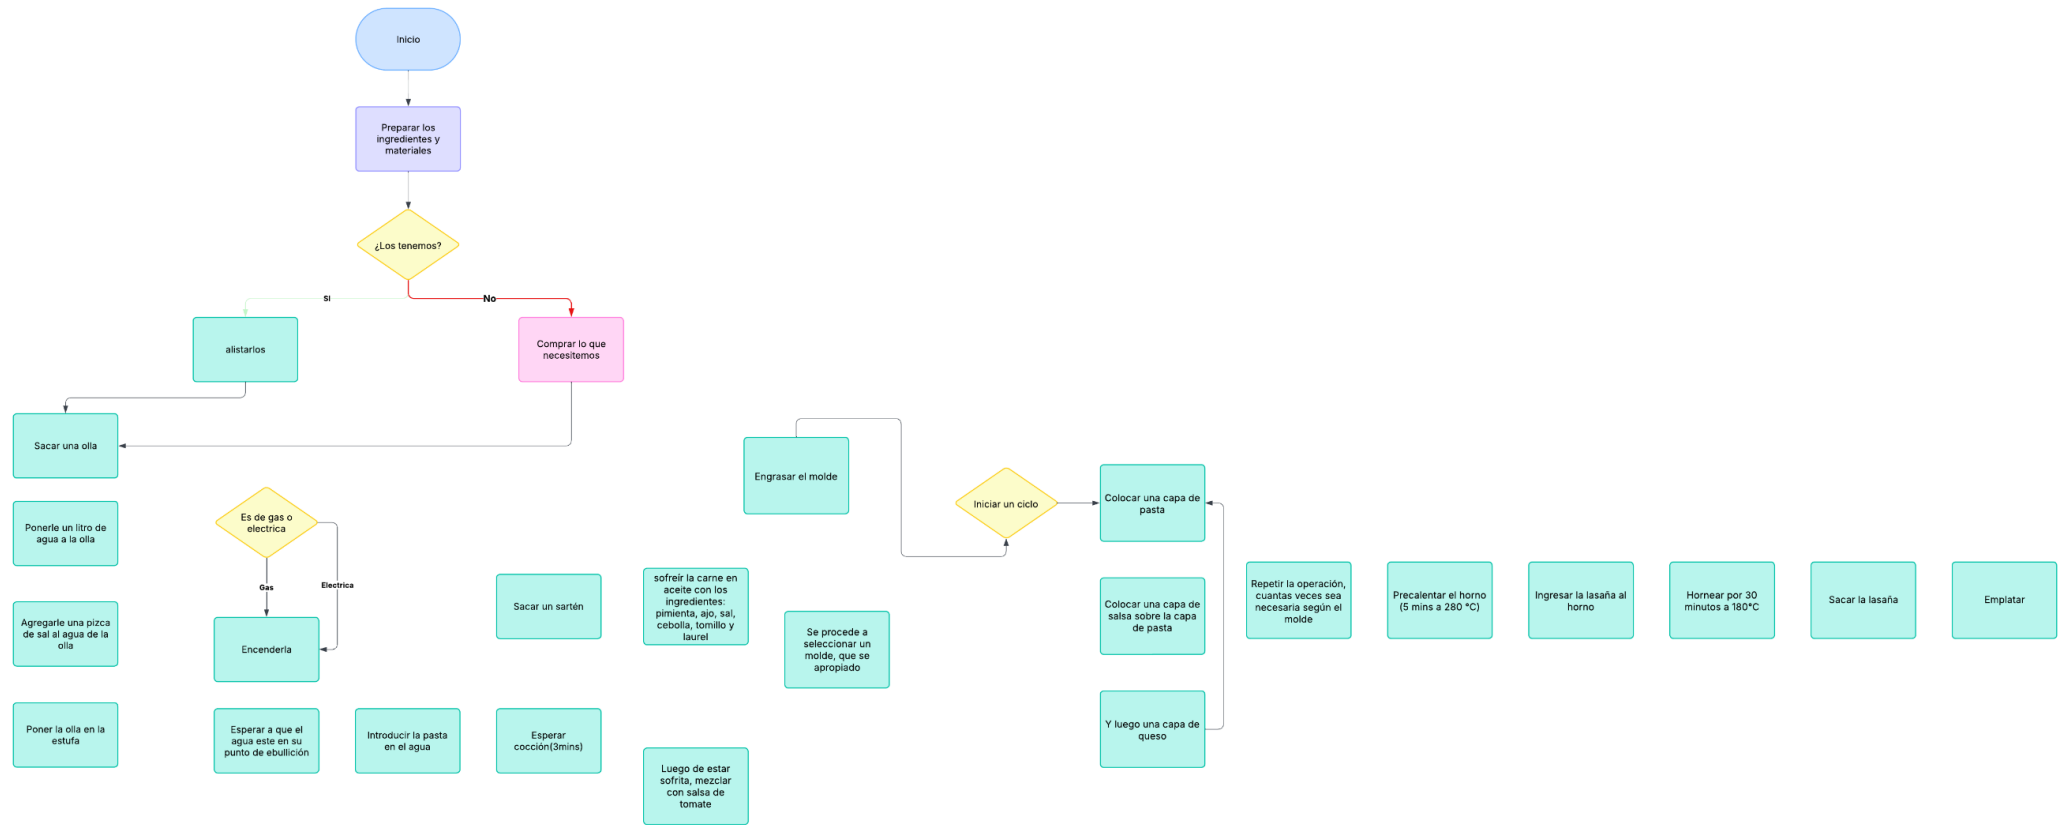 Inicio
Preparar los
ingredientes y
materiales
¿Los tenemos?
SI
No
alistarlos
Comprar lo que
necesitemos
Sacar una olla
Ponerle un litro de
agua a la olla
Agregarle una pizca
de sal al agua de la
olla
Poner la olla en la
estufa
Es de gas o
electrica
Gas
Electrica
Encenderla
Esperar a que el
agua este en su
punto de ebullición
Introducir la pasta
en el agua
Esperar
cocción(3mins)
Sacar un sartén
sofreír la carne en
aceite con los
ingredientes:
pimienta, ajo, sal,
cebolla, tomillo y
laurel
Luego de estar
sofrita, mezclar
con salsa de
tomate
Se procede a
seleccionar un
molde, que se
apropiado
Engrasar el molde
Iniciar un ciclo
Colocar una capa de
pasta
Colocar una capa de
salsa sobre la capa
de pasta
Y luego una capa de
queso
Repetir la operación,
cuantas veces sea
necesaria según el
molde
Precalentar el horno
(5 mins a 280 °C)
Ingresar la lasaña al
horno
Hornear por 30
minutos a 180°C
Sacar la lasaña
Emplatar